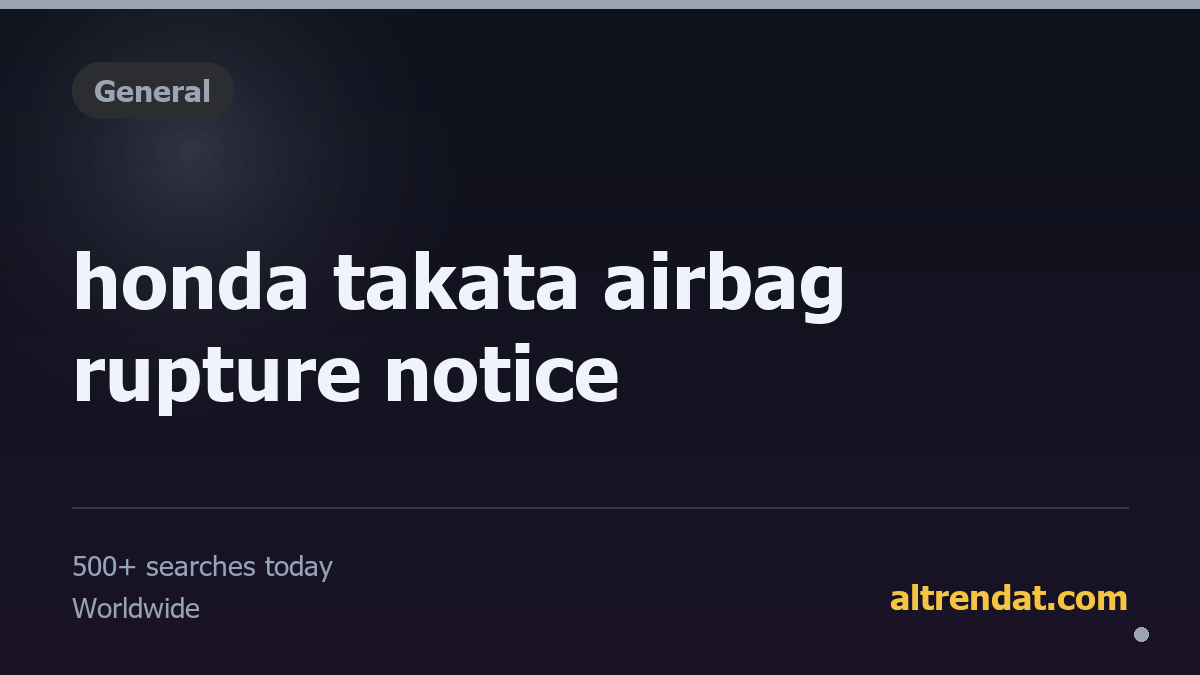 General
honda takata airbag
rupture notice
500+ searches today
Worldwide
altrendat.com